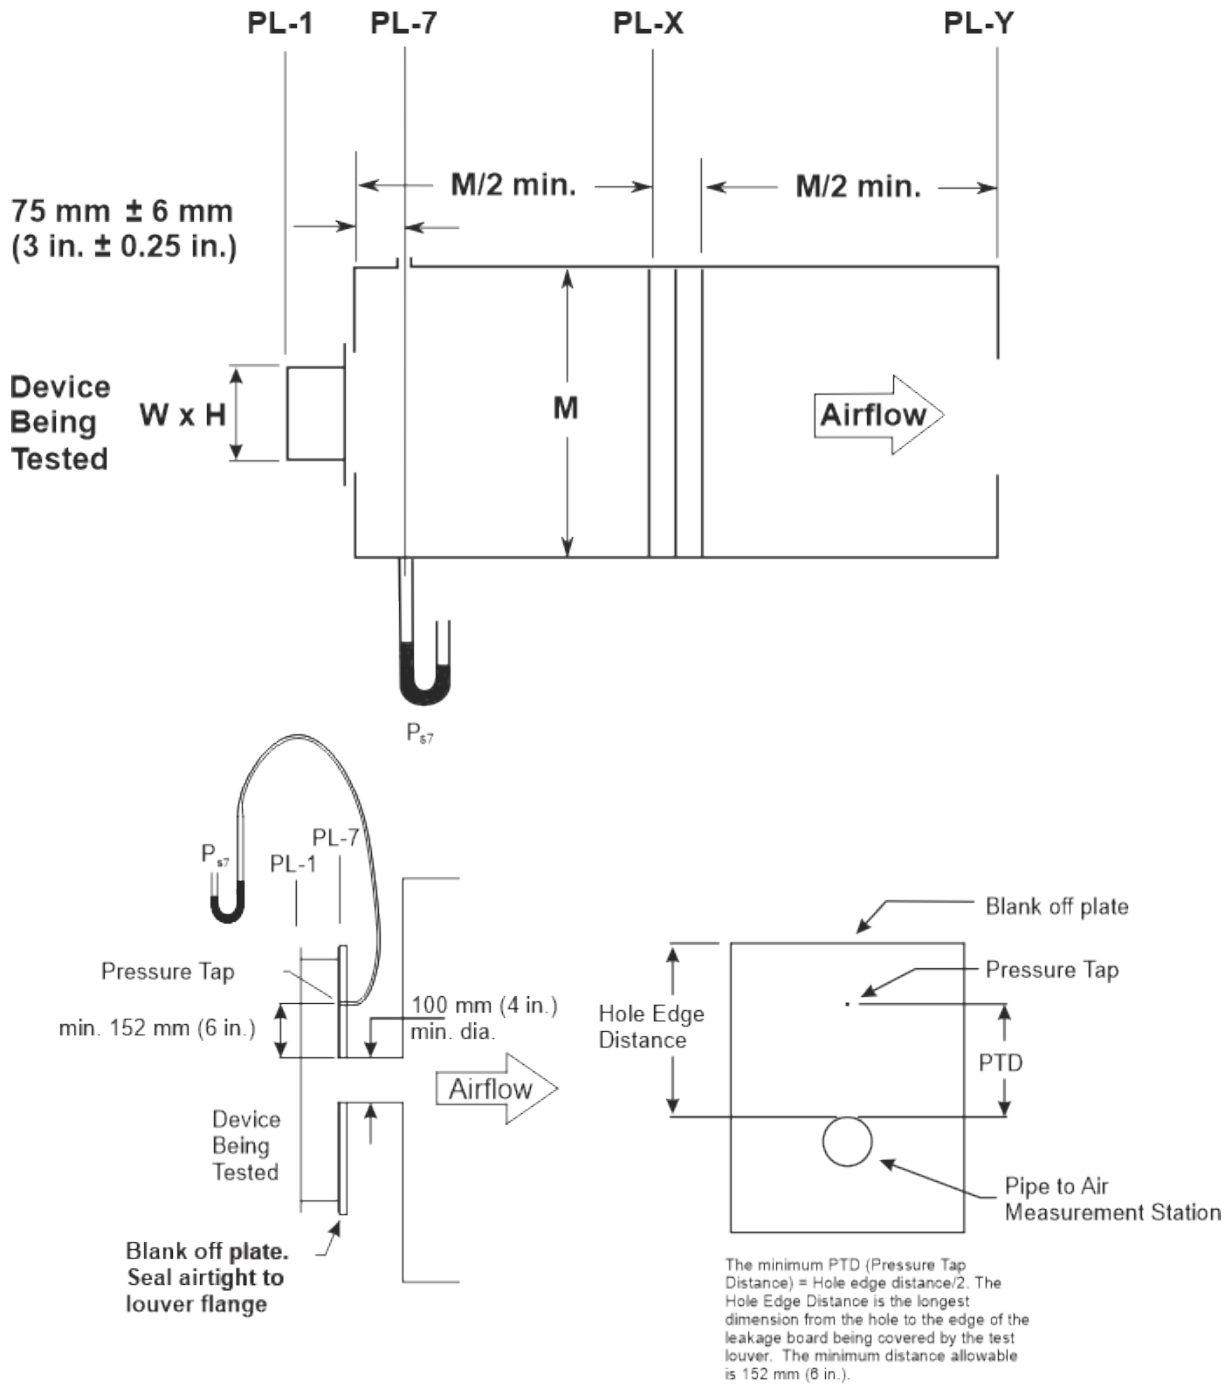 PL-1 PL-7 PL-X PL-Y
M/2 min. M/2 min.
75 mm ± 6 mm
(3 in. ± 0.25 in.)
Device
Being
Tested
W x H
M
Airflow
Ps7
PL-7
Ps7
PL-1
Pressure Tap
min. 152 mm (6 in.)
100 mm (4 in.)
min. dia.
Airflow
Device
Being
Tested
Blank off plate.
Seal airtight to
louver flange
Blank off plate
Pressure Tap
Hole Edge
Distance
PTD
Pipe to Air
Measurement Station
The minimum PTD (Pressure Tap
Distance) = Hole edge distance/2. The
Hole Edge Distance is the longest
dimension from the hole to the edge of the
leakage board being covered by the test
louver. The minimum distance allowable
is 152 mm (6 in.).